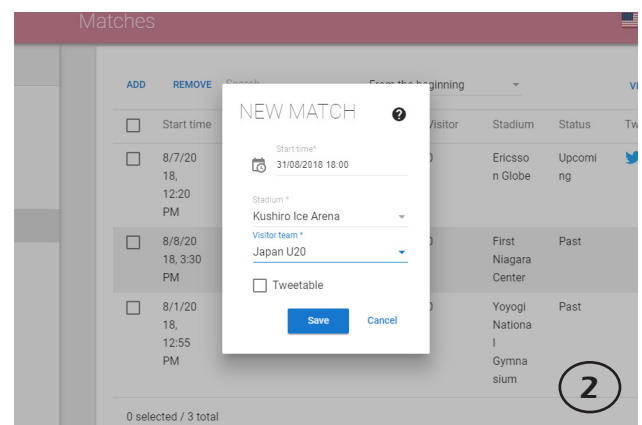 Matches
ADD REMOVE Search From the beginning
Start time Visitor Stadium Status Tw
8/7/20
18,
12:20
PM
Ericsso
n Globe
Upcomi
ng
8/8/20
18, 3:30
PM
First
Niagara
Center
Past
8/1/20
18,
12:55
PM
Yoyogi
Nationa
l
Gymna
sium
Past
0 selected / 3 total
NEW MATCH
Start time*
31/08/2018 18:00
Stadium *
Kushiro Ice Arena
Visitor team *
Japan U20
Tweetable
Save Cancel
2